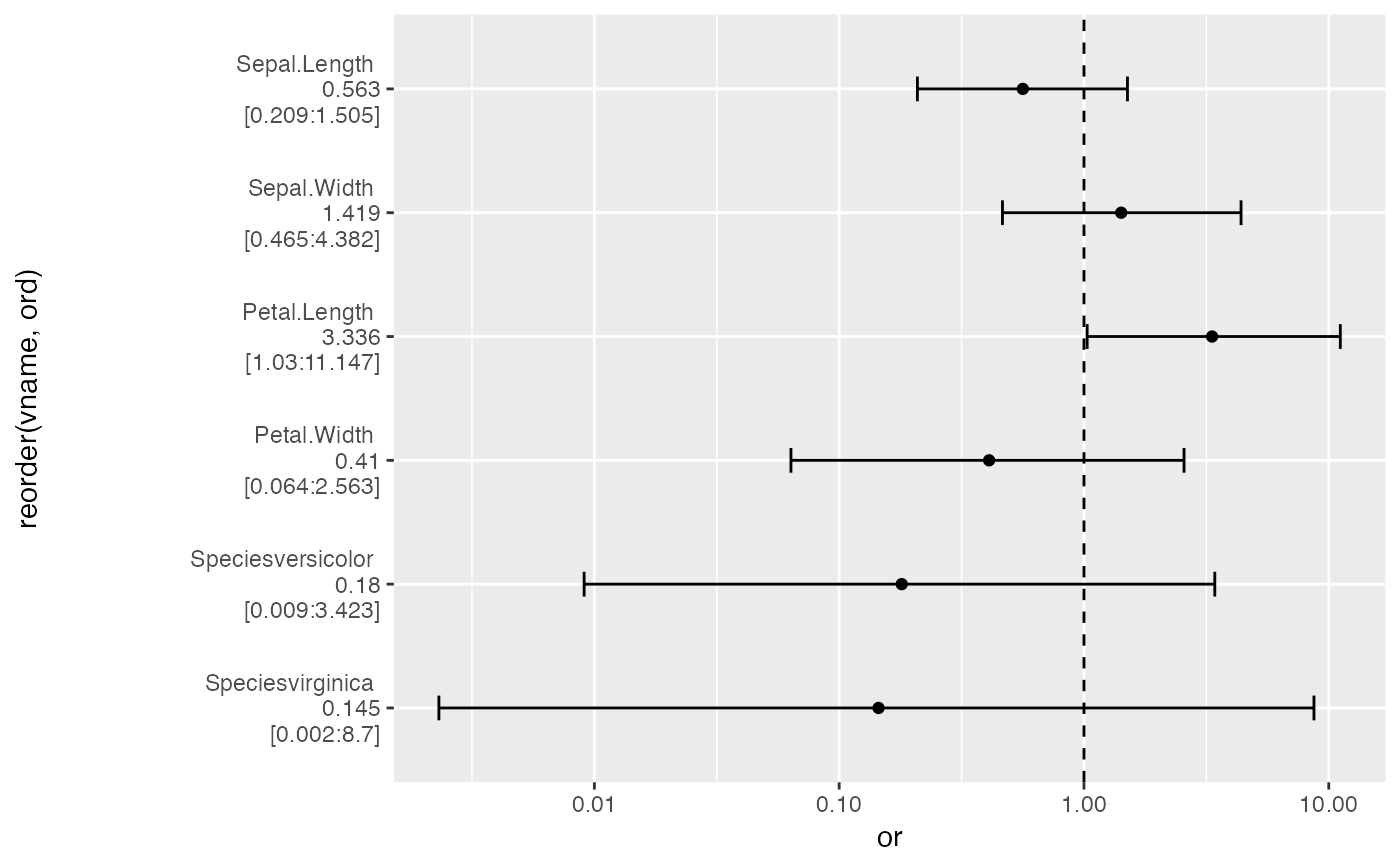 Sepal.Length
0.563
[0.209:1.505]
Sepal.Width
1.419
[0.465:4.382]
Petal.Length
3.336
[1.03:11.147]
Petal.Width
0.41
[0.064:2.563]
Speciesversicolor
0.18
[0.009:3.423]
Speciesvirginica
0.145
[0.002:8.7]
reorder(vname, ord)
0.01 0.10 1.00 10.00
or